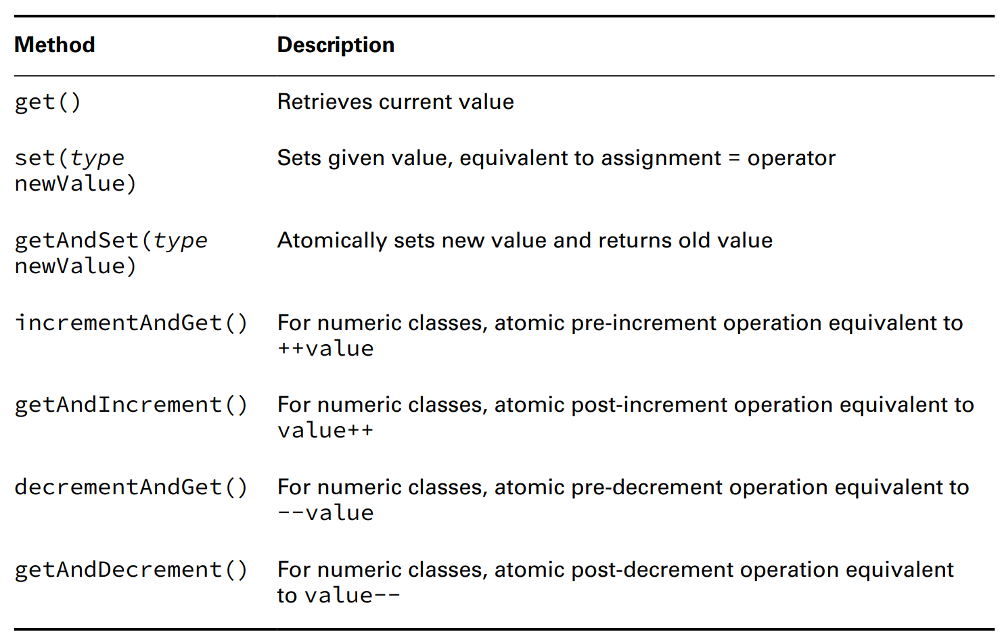 Method Description
get() Retrieves current value
set(type Sets given value, equivalent to assignment = operator
newValue)
getAndSet(type Atomically sets new value and returns old value
newValue)
incrementAndGet() For numeric classes, atomic pre-increment operation equivalent to
++value
getAndIncrement() For numeric classes, atomic post-increment operation equivalent to
value++
decrementAndGet() For numeric classes, atomic pre-decrement operation equivalent to
--value
getAndDecrement() For numeric classes, atomic post-decrement operation equivalent
to value--